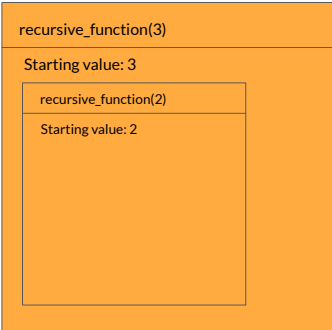 recursive_function(3)
Starting value: 3
recursive_function(2)
Starting value: 2